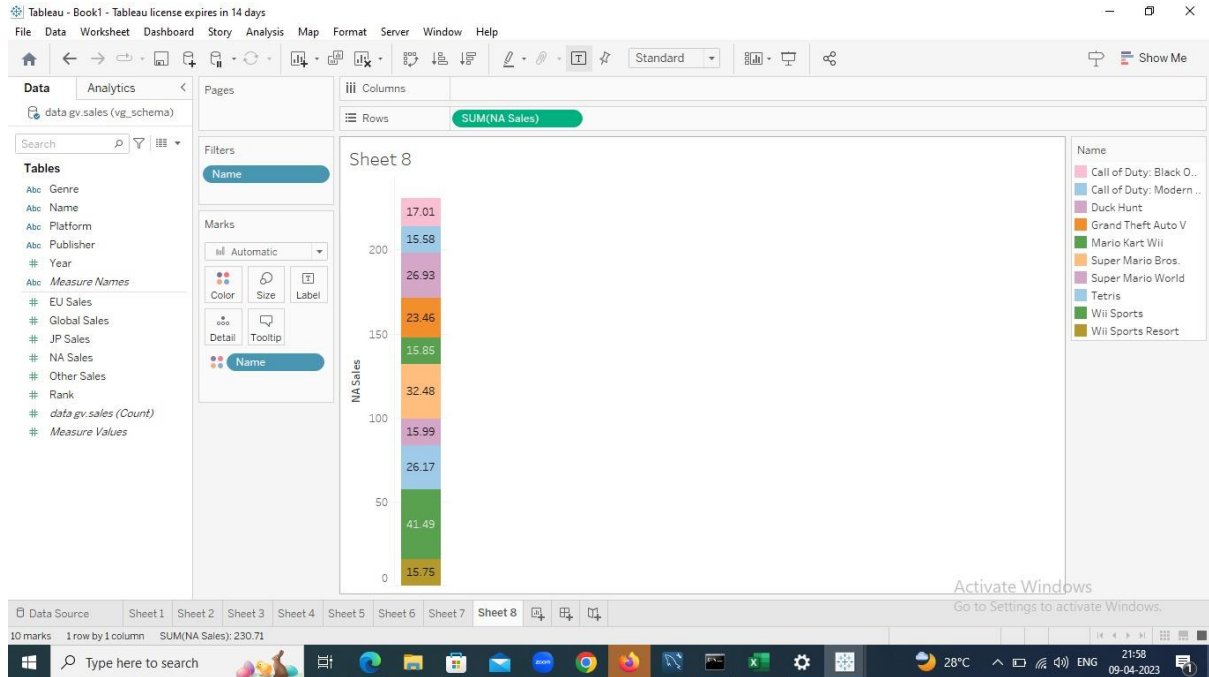 Tableau - Book1 - Tableau license expires in 14 days
File Data Worksheet Dashboard Story Analysis Map Format Server Window Help
Standard
Show Me
Data Analytics
data gv.sales (vg_schema)
Search
Tables
Abc Genre
Abc Name
Abc Platform
Abc Publisher
# Year
Abc Measure Names
# EU Sales
# Global Sales
# JP Sales
# NA Sales
# Other Sales
# Rank
# data gv.sales (Count)
# Measure Values
Pages
Filters
Name
Marks
Automatic
Color Size Label
Detail Tooltip
Name
Columns
Rows SUM(NA Sales)
Sheet 8
NA Sales
200
150
100
50
0
17.01
15.58
26.93
23.46
15.85
32.48
15.99
26.17
41.49
15.75
Name
Call of Duty: Black O..
Call of Duty: Modern ..
Duck Hunt
Grand Theft Auto V
Mario Kart Wii
Super Mario Bros.
Super Mario World
Tetris
Wii Sports
Wii Sports Resort
Activate Windows
Go to Settings to activate Windows.
Data Source Sheet 1 Sheet 2 Sheet 3 Sheet 4 Sheet 5 Sheet 6 Sheet 7 Sheet 8
10 marks 1 row by 1 column SUM(NA Sales): 230.71
Type here to search
zoom
28°C
ENG
21:58
09-04-2023
1